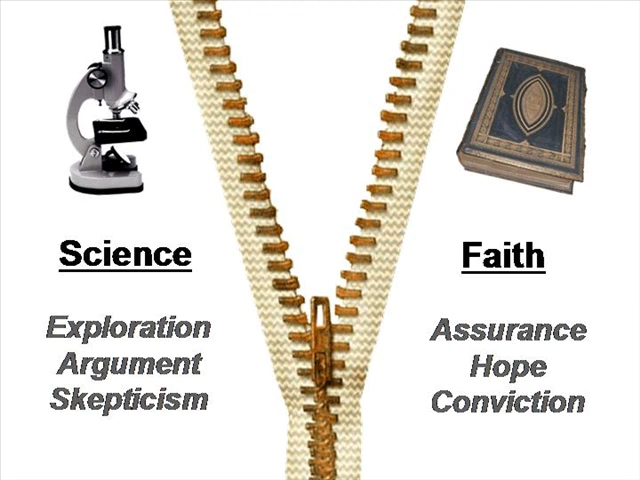 Science
Exploration
Argument
Skepticism
Faith
Assurance
Hope
Conviction